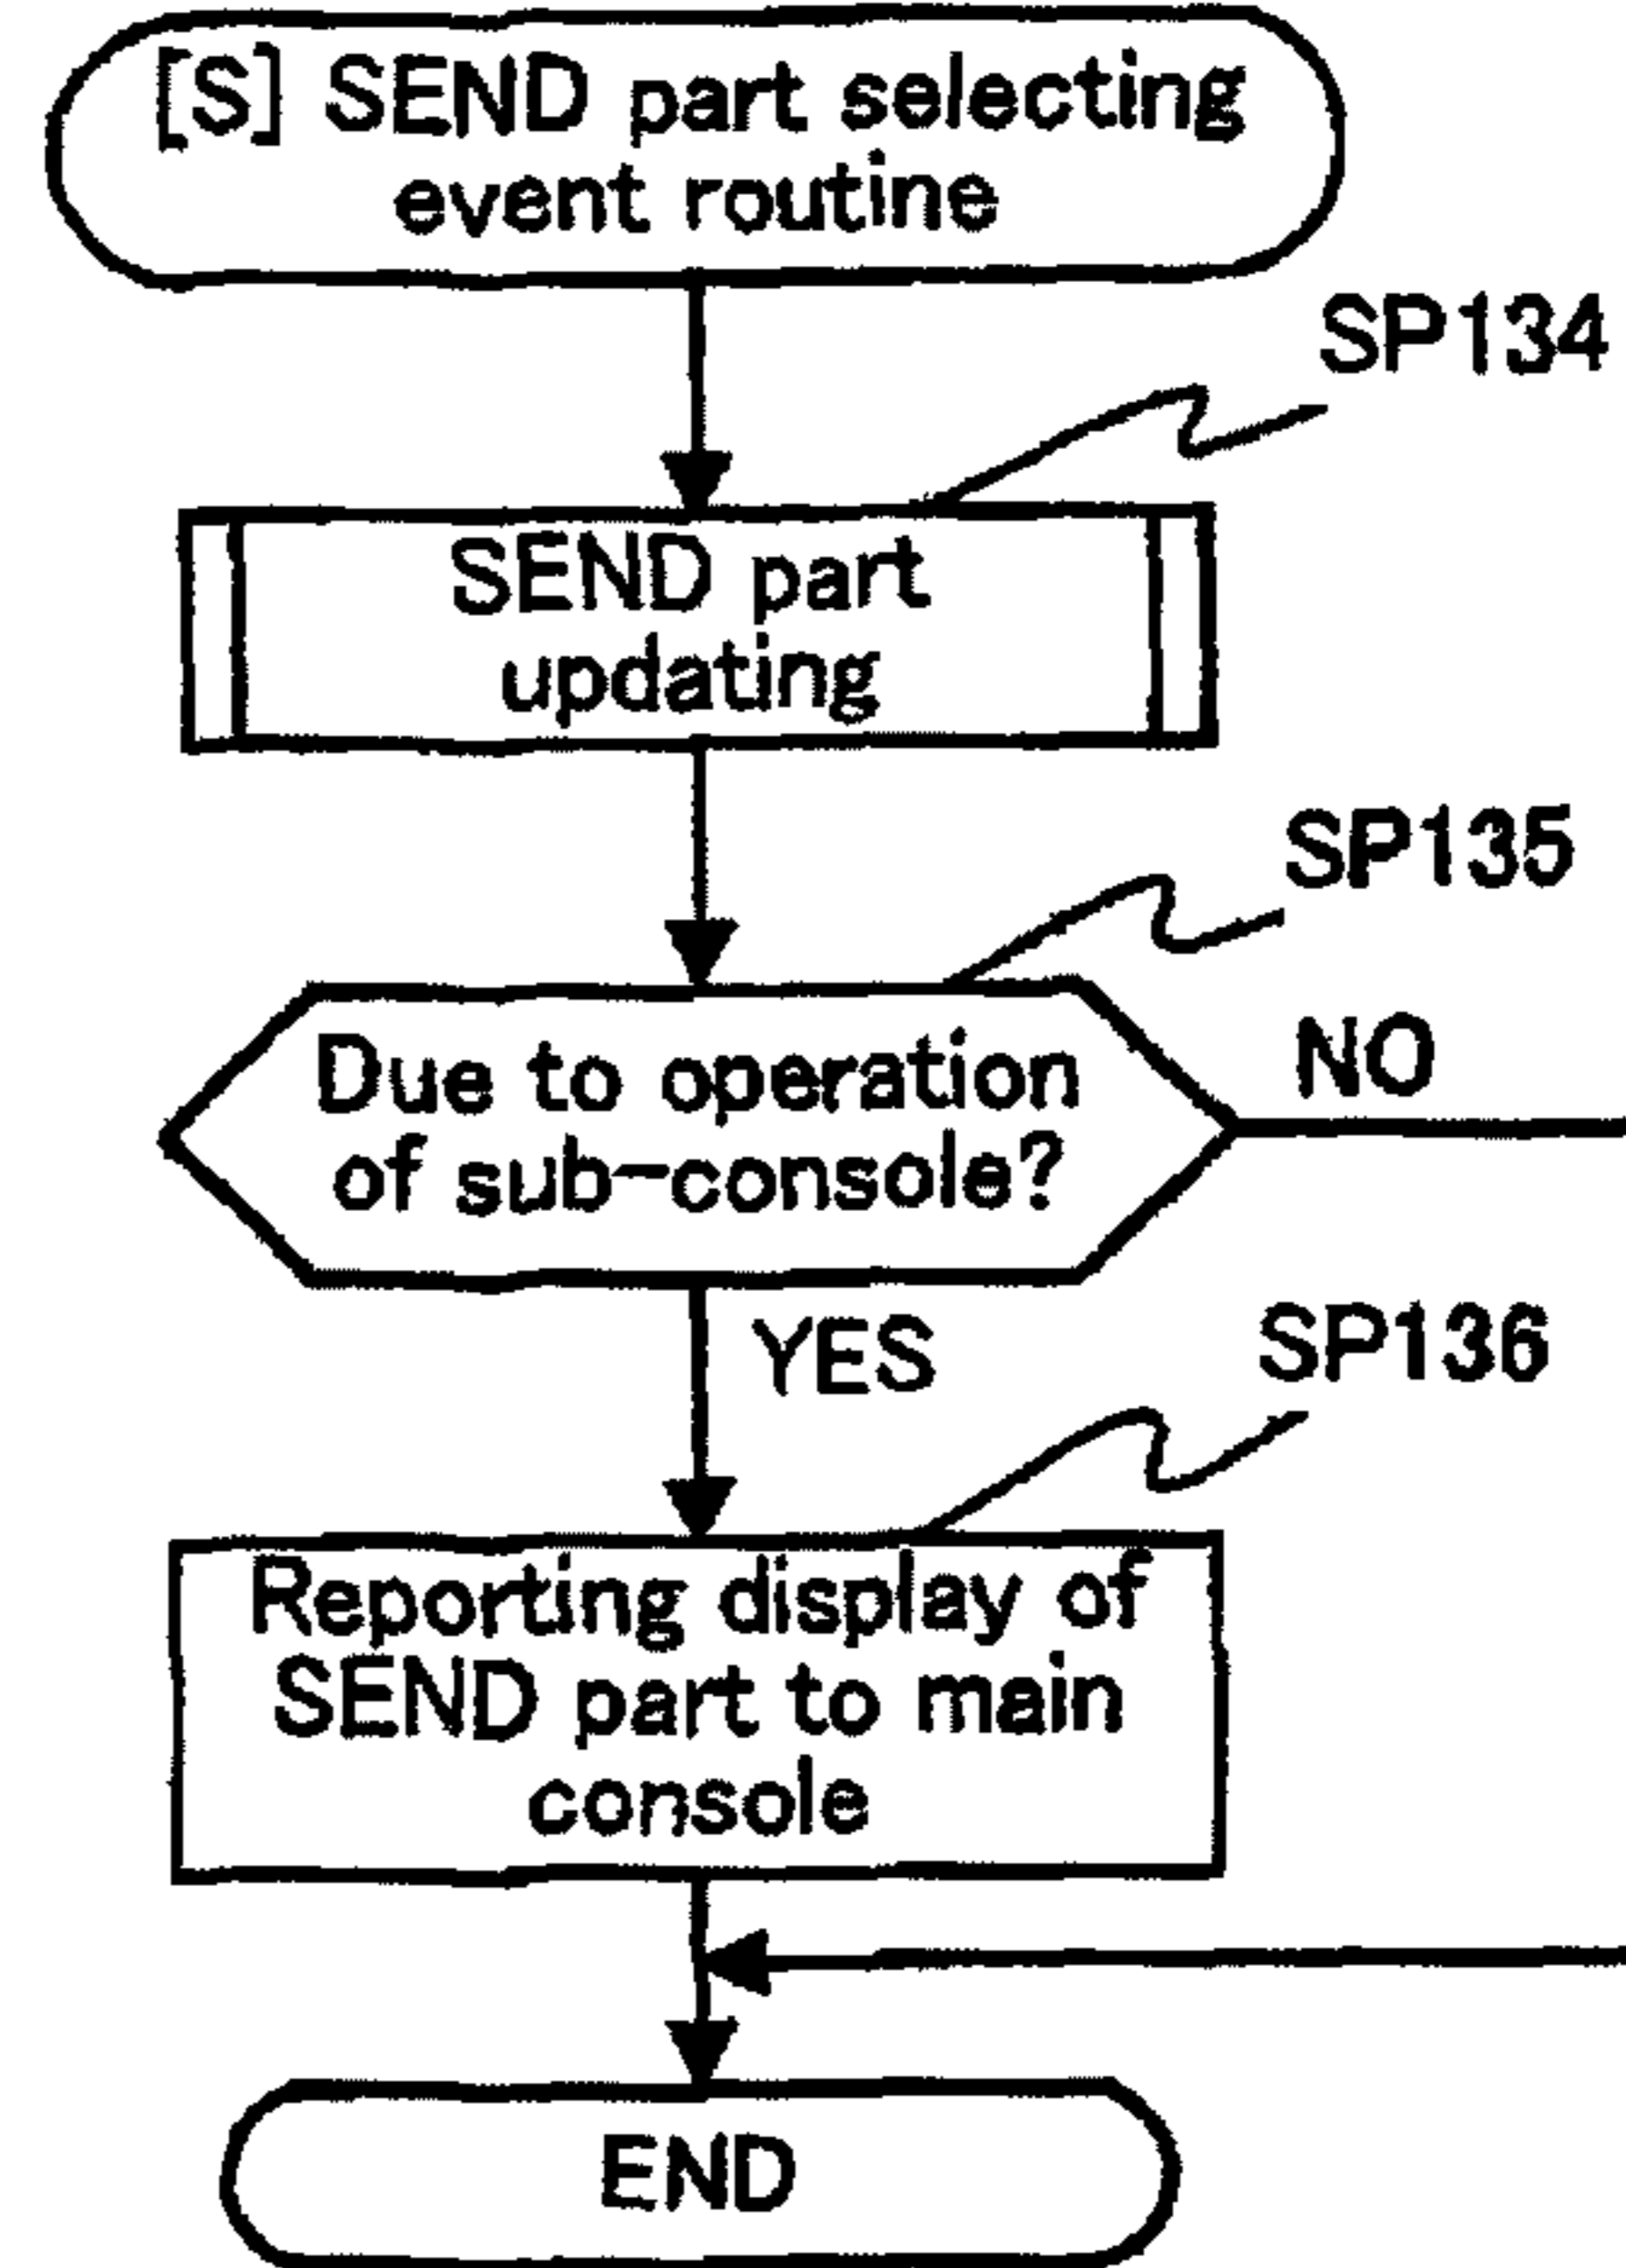 [S] SEND part selecting
event routine
SP134
SEND part
updating
SP135
Due to operation
of sub-console?
NO
YES
SP136
Reporting display of
SEND part to main
console
END